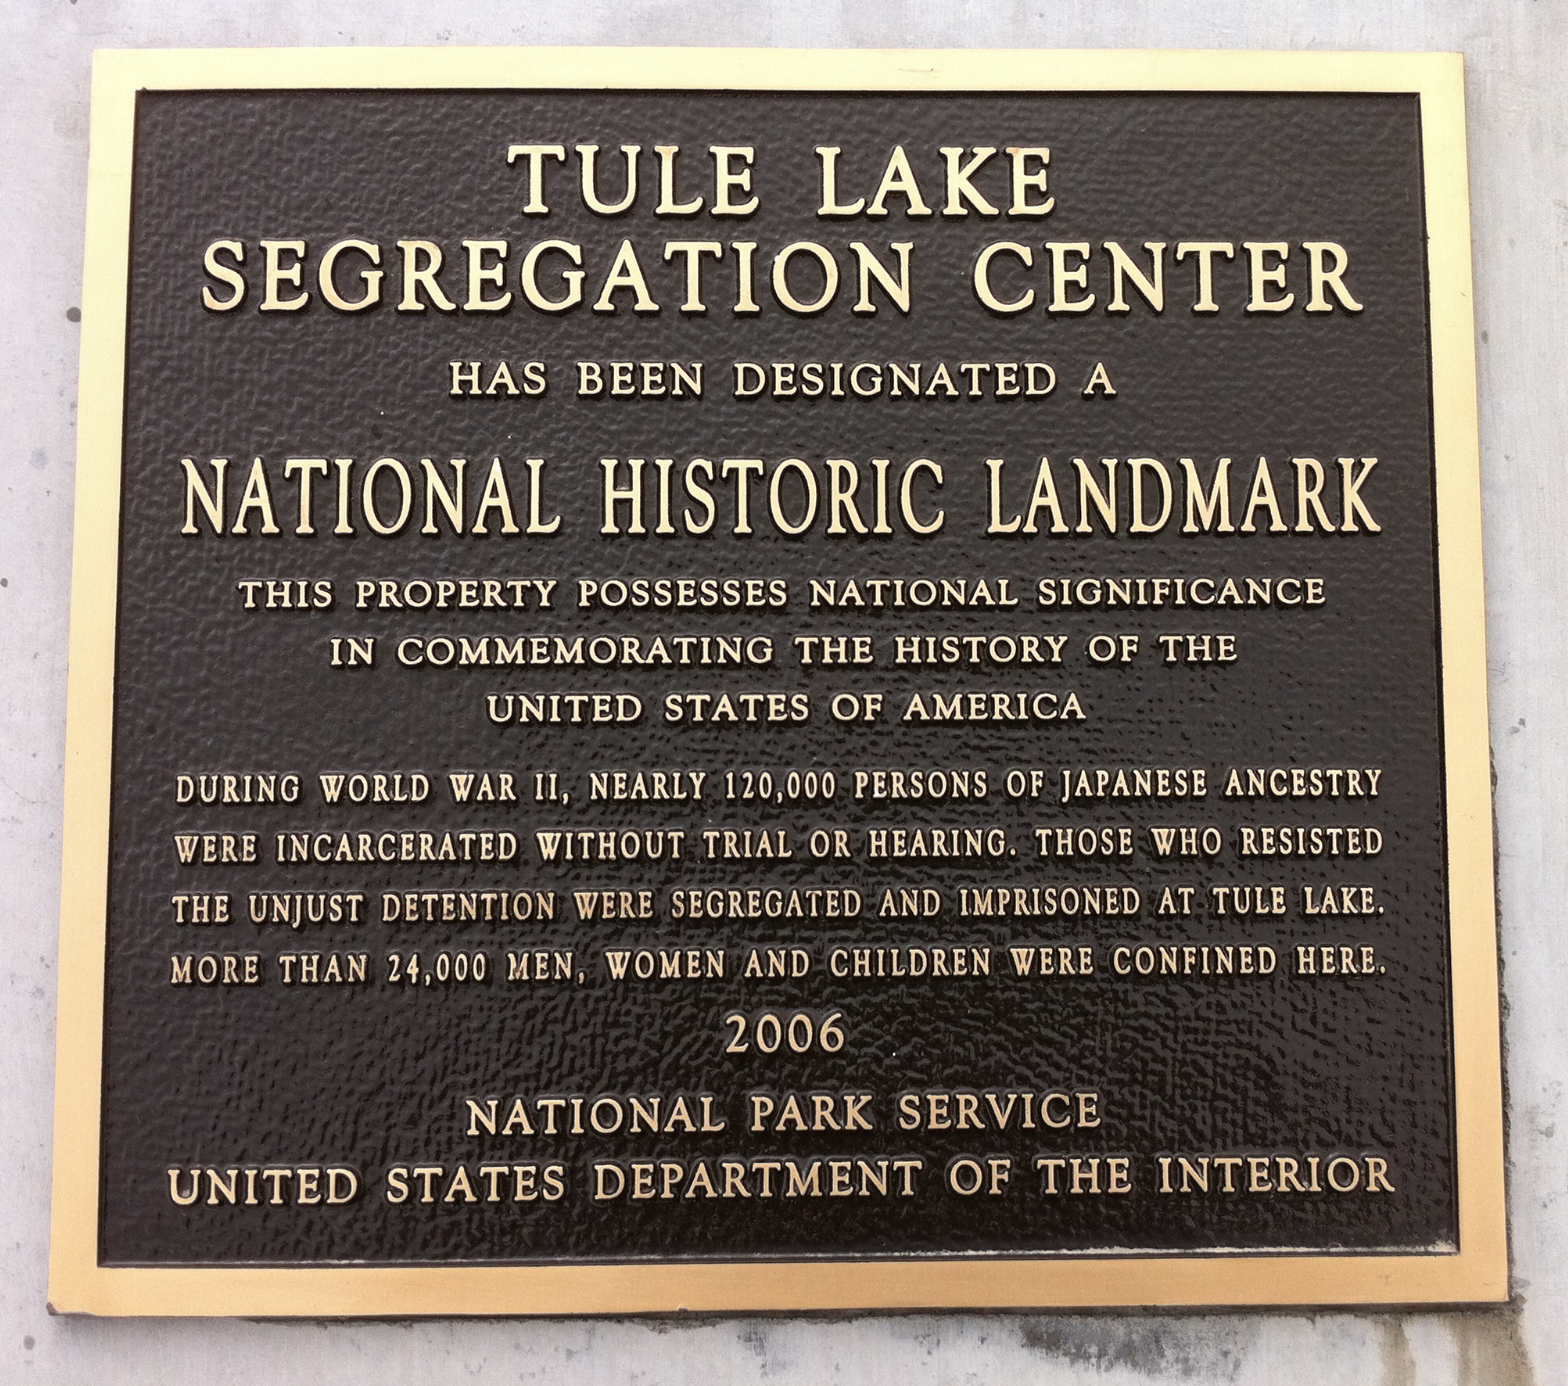 TULE LAKE
SEGREGATION CENTER
HAS BEEN DESIGNATED A
NATIONAL HISTORIC LANDMARK
THIS PROPERTY POSSESSES NATIONAL SIGNIFICANCE
IN COMMEMORATING THE HISTORY OF THE
UNITED STATES OF AMERICA
DURING WORLD WAR II, NEARLY 120,000 PERSONS OF JAPANESE ANCESTRY
WERE INCARCERATED WITHOUT TRIAL OR HEARING. THOSE WHO RESISTED
THE UNJUST DETENTION WERE SEGREGATED AND IMPRISONED AT TULE LAKE.
MORE THAN 24,000 MEN, WOMEN AND CHILDREN WERE CONFINED HERE.
2006
NATIONAL PARK SERVICE
UNITED STATES DEPARTMENT OF THE INTERIOR